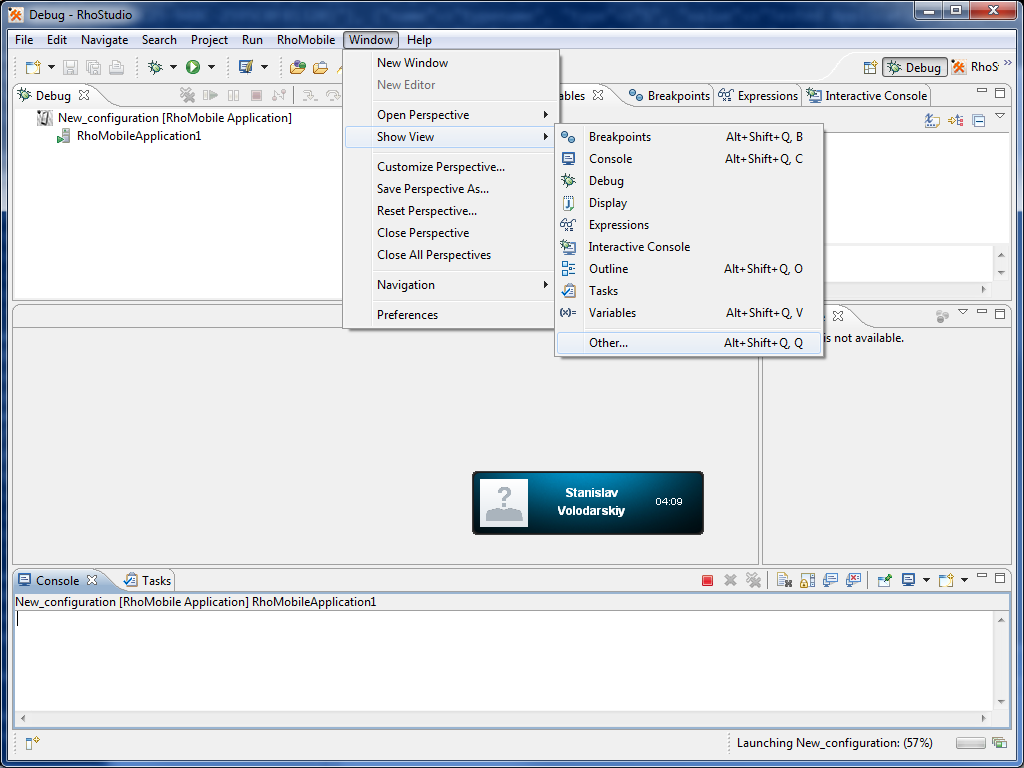 Debug - RhoStudio
File Edit Navigate Search Project Run RhoMobile Window Help
Debug RhoS
Debug
ables Breakpoints Expressions Interactive Console
New_configuration [RhoMobile Application]
RhoMobileApplication1
New Window
New Editor
Open Perspective
Show View
Customize Perspective...
Save Perspective As...
Reset Perspective...
Close Perspective
Close All Perspectives
Navigation
Preferences
Breakpoints Alt+Shift+Q, B
Console Alt+Shift+Q, C
Debug
Display
Expressions
Interactive Console
Outline Alt+Shift+Q, O
Tasks
Variables Alt+Shift+Q, V
Other... Alt+Shift+Q, Q
is not available.
Stanislav
Volodarskiy
04:09
Console Tasks
New_configuration [RhoMobile Application] RhoMobileApplication1
Launching New_configuration: (57%)